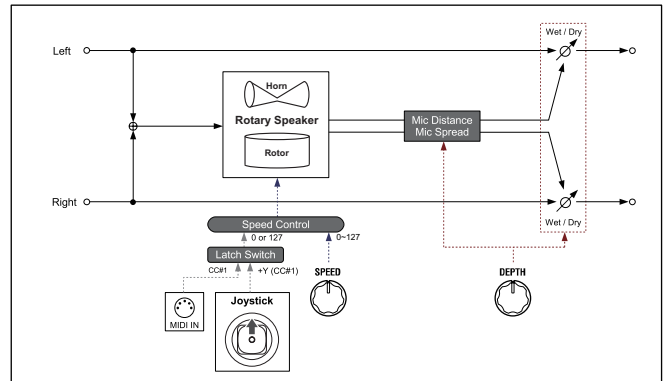 Wet / Dry
Left
Horn
Rotary Speaker
Rotor
Mic Distance
Mic Spread
Right
Wet / Dry
Speed Control
0 or 127
0~127
Latch Switch
CC#1
+Y (CC#1)
SPEED
DEPTH
MIDI IN
Joystick